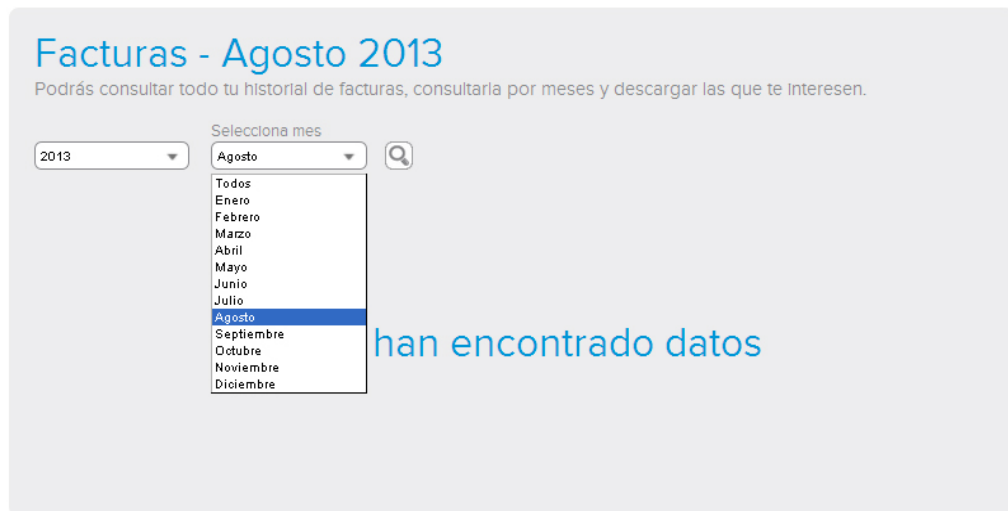 Facturas - Agosto 2013
Podrás consultar todo tu historial de facturas, consultarla por meses y descargar las que te interesen.
Selecciona mes
2013
Agosto
Todos
Enero
Febrero
Marzo
Abril
Mayo
Junio
Julio
Agosto
Septiembre
Octubre
Noviembre
Diciembre
han encontrado datos